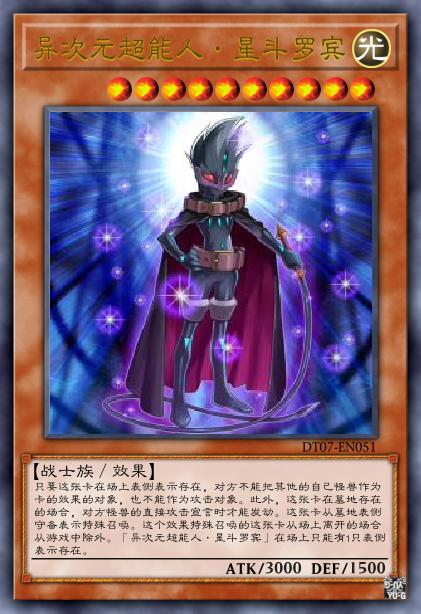 异次元超能人·星斗罗宾
光
DT07-EN051
【战士族/效果】
只要这张卡在场上表侧表示存在，对方不能把其他的自己怪兽作为
卡的效果的对象，也不能作为攻击对象。此外，这张卡在墓地存在
的场合，对方怪兽的直接攻击宣言时才能发动。这张卡从墓地表侧
守备表示特殊召唤。这个效果特殊召唤的这张卡从场上离开的场合
从游戏中除外。「异次元超能人·星斗罗宾」在场上只能有1只表侧
表示存在。
ATK/3000 DEF/1500